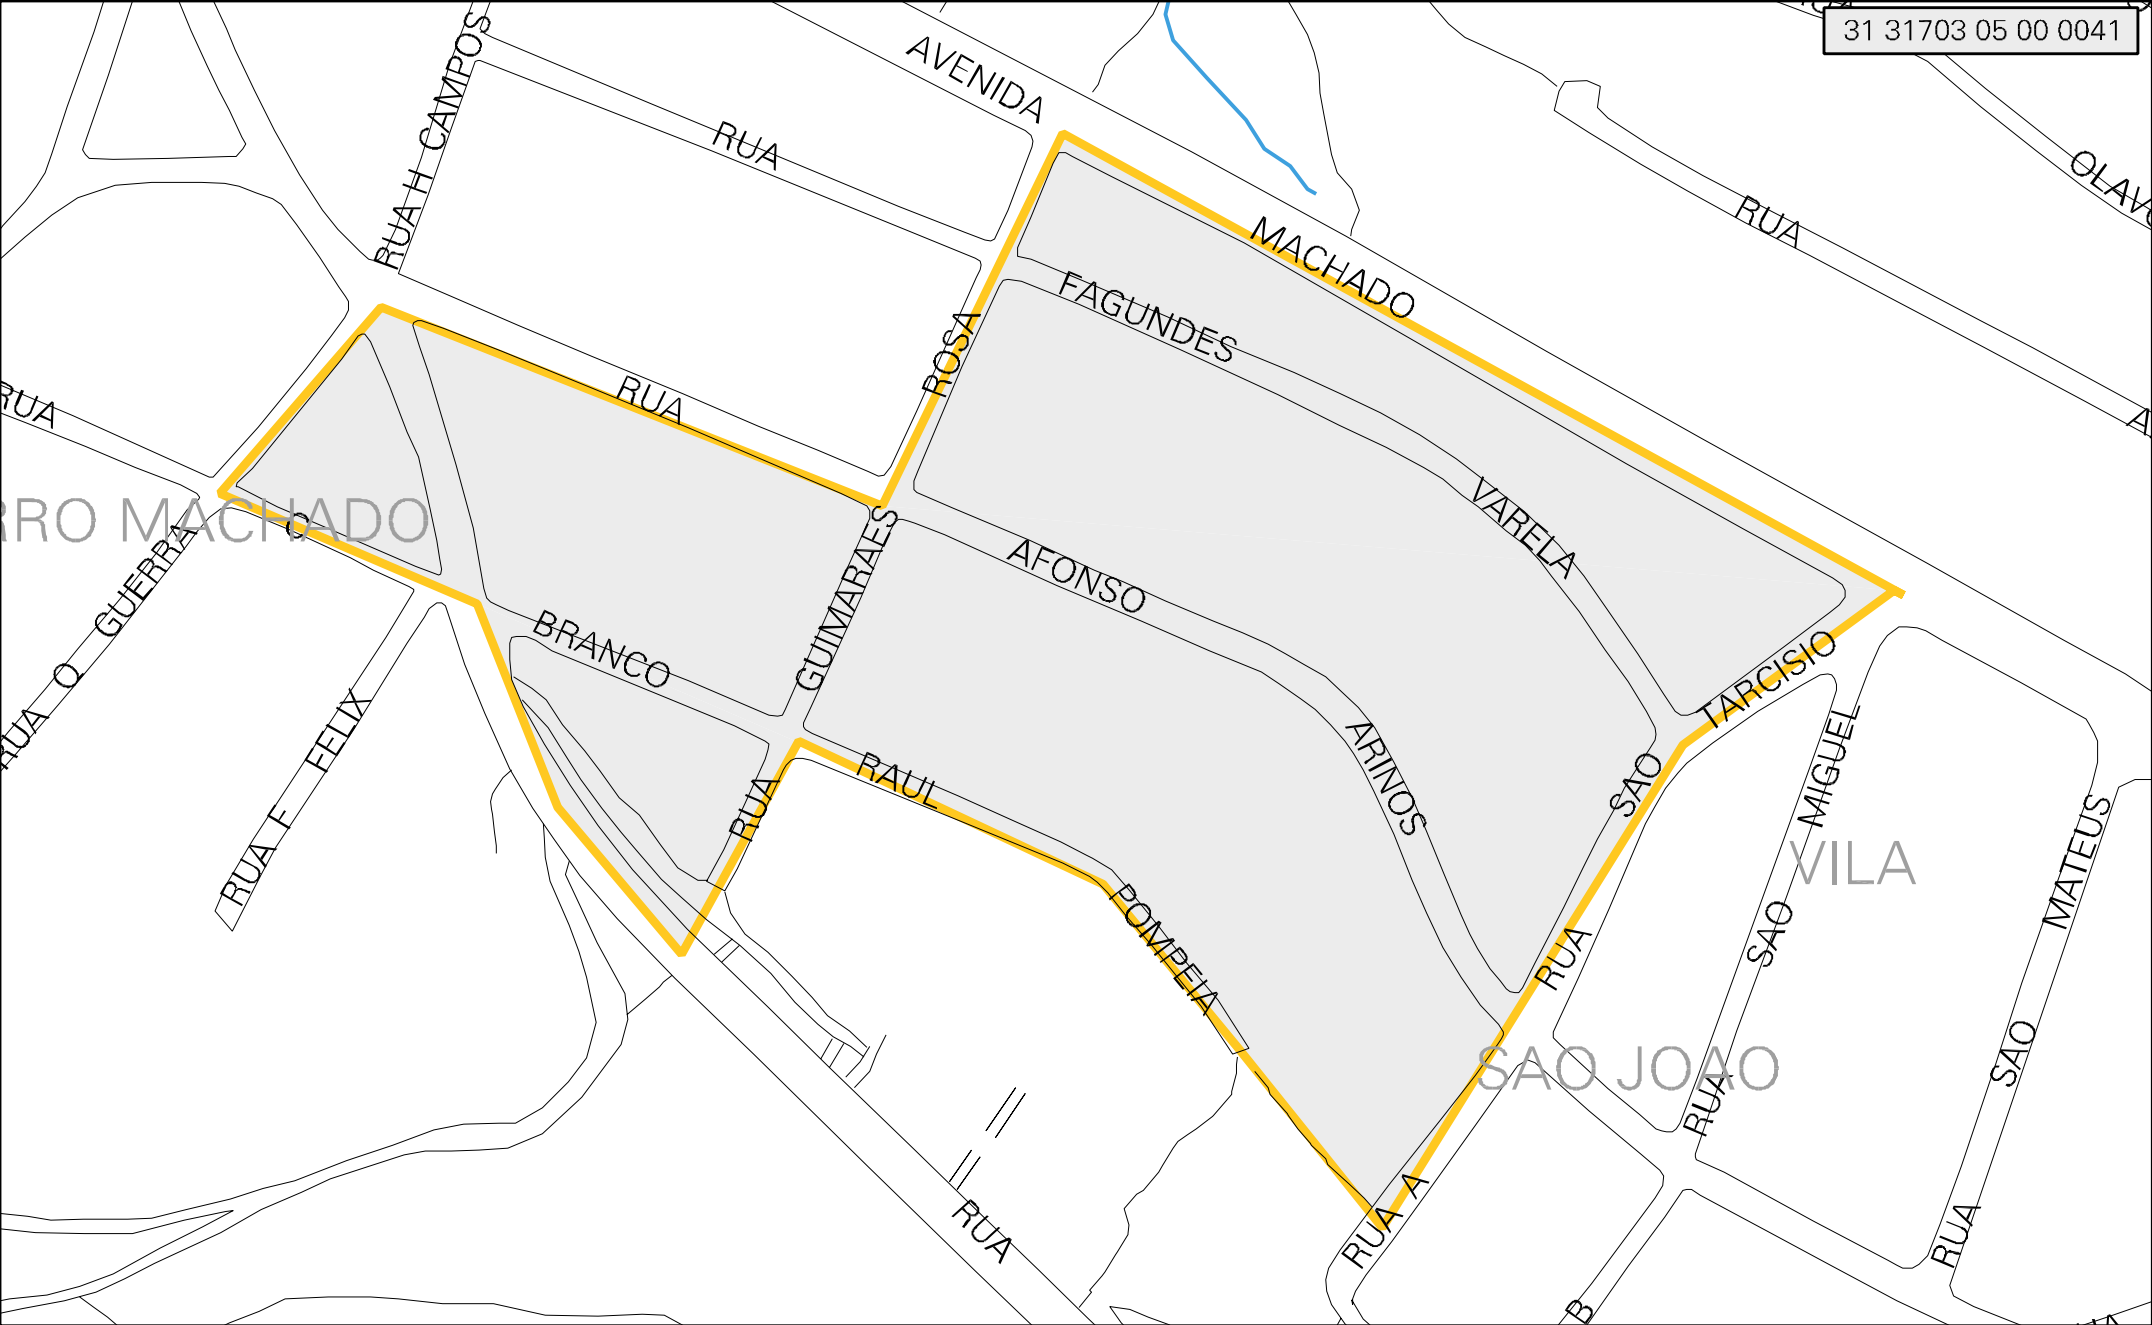 31 31703 05 00 0041
AVENIDA
MACHADO
RUA H CAMPOS
RUA
RUA
OLAV
ROSA
GUIMARAES
RUA
FAGUNDES
VARELA
RUA
RUA
RRO MACHADO
C
BRANCO
AFONSO
ARINOS
RUA Q GUERRA
RUA F FELIX
RAUL
POMPEIA
TARCISIO
SAO
RUA
RUA SAO MIGUEL
VILA
SAO JOAO
RUA SAO MATEUS
RUA A
RUA
B